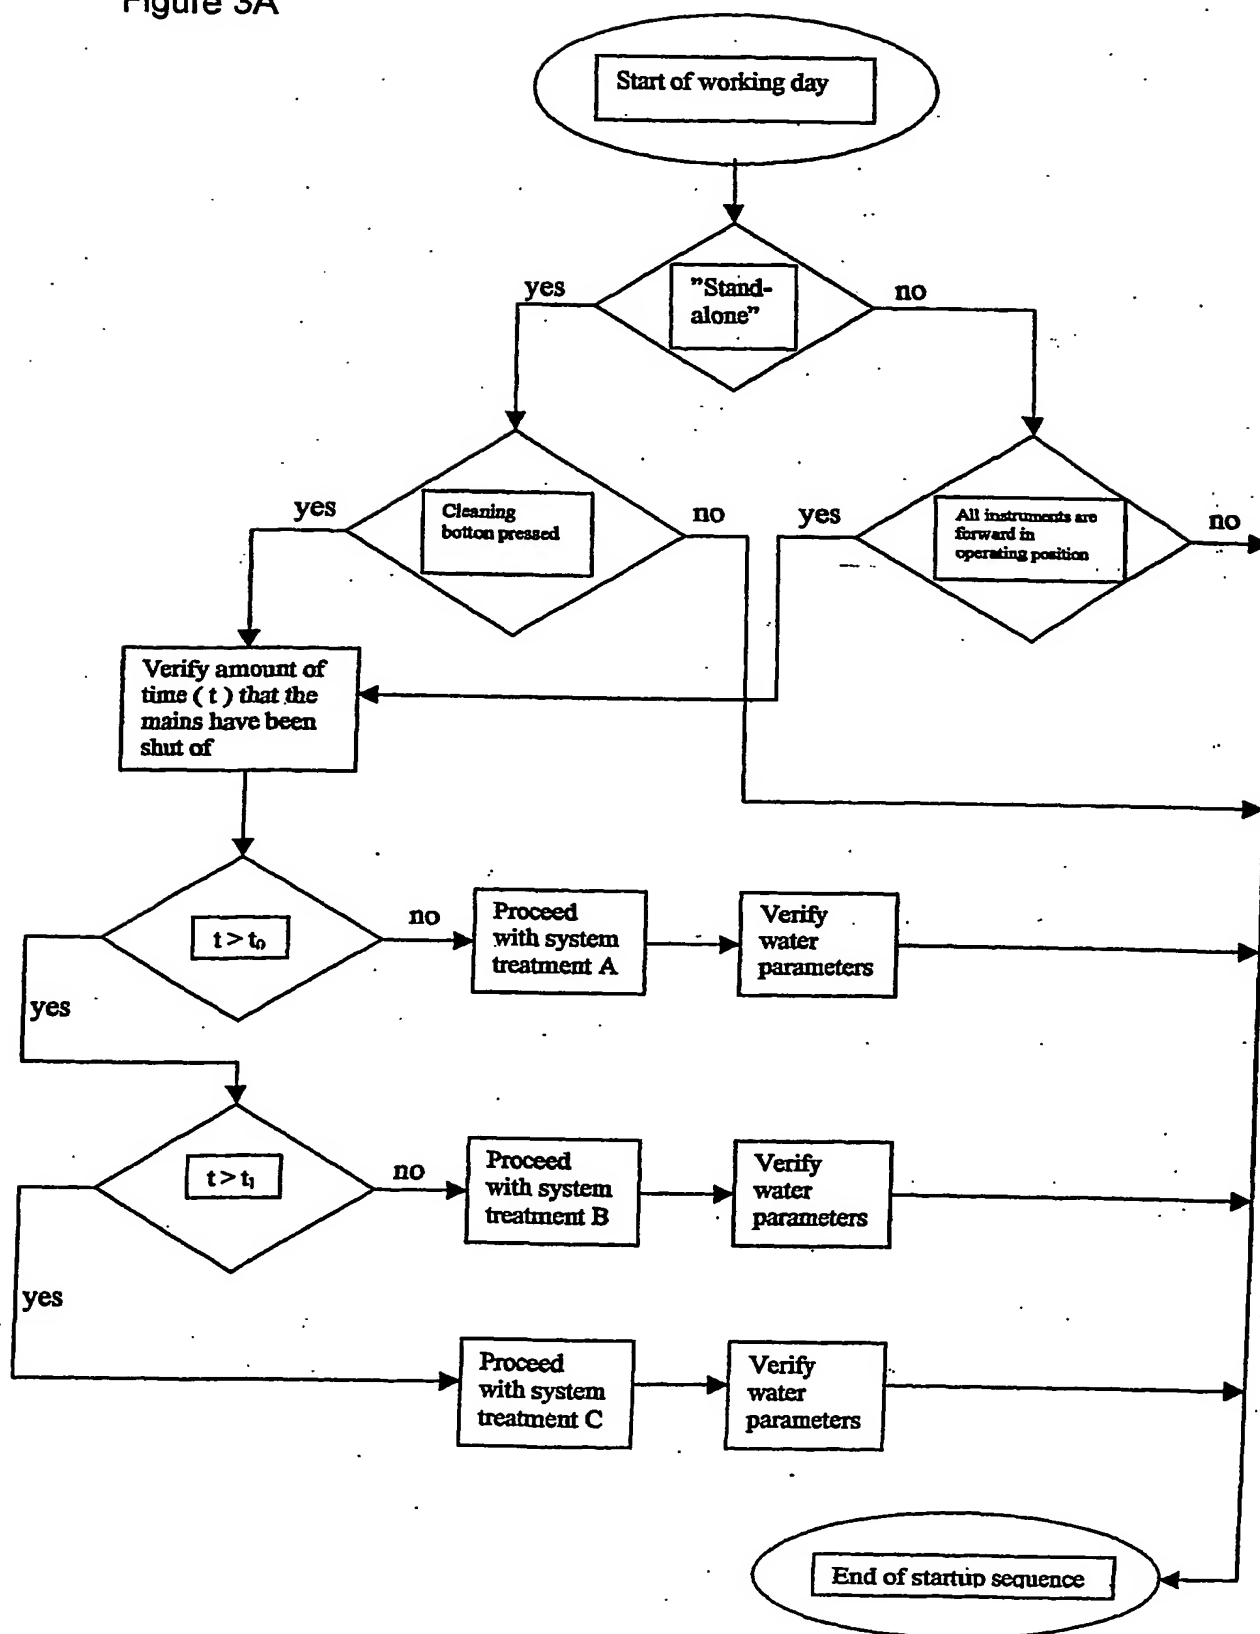 Figure 3A
Start of working day
"Stand-
alone"
yes
no
Cleaning
botton pressed
yes
no
All instruments are
forward in
operating position
yes
no
Verify amount of
time ( t ) that the
mains have been
shut of
t > t₀
no
yes
Proceed
with system
treatment A
Verify
water
parameters
t > t₁
no
yes
Proceed
with system
treatment B
Verify
water
parameters
Proceed
with system
treatment C
Verify
water
parameters
End of startup sequence